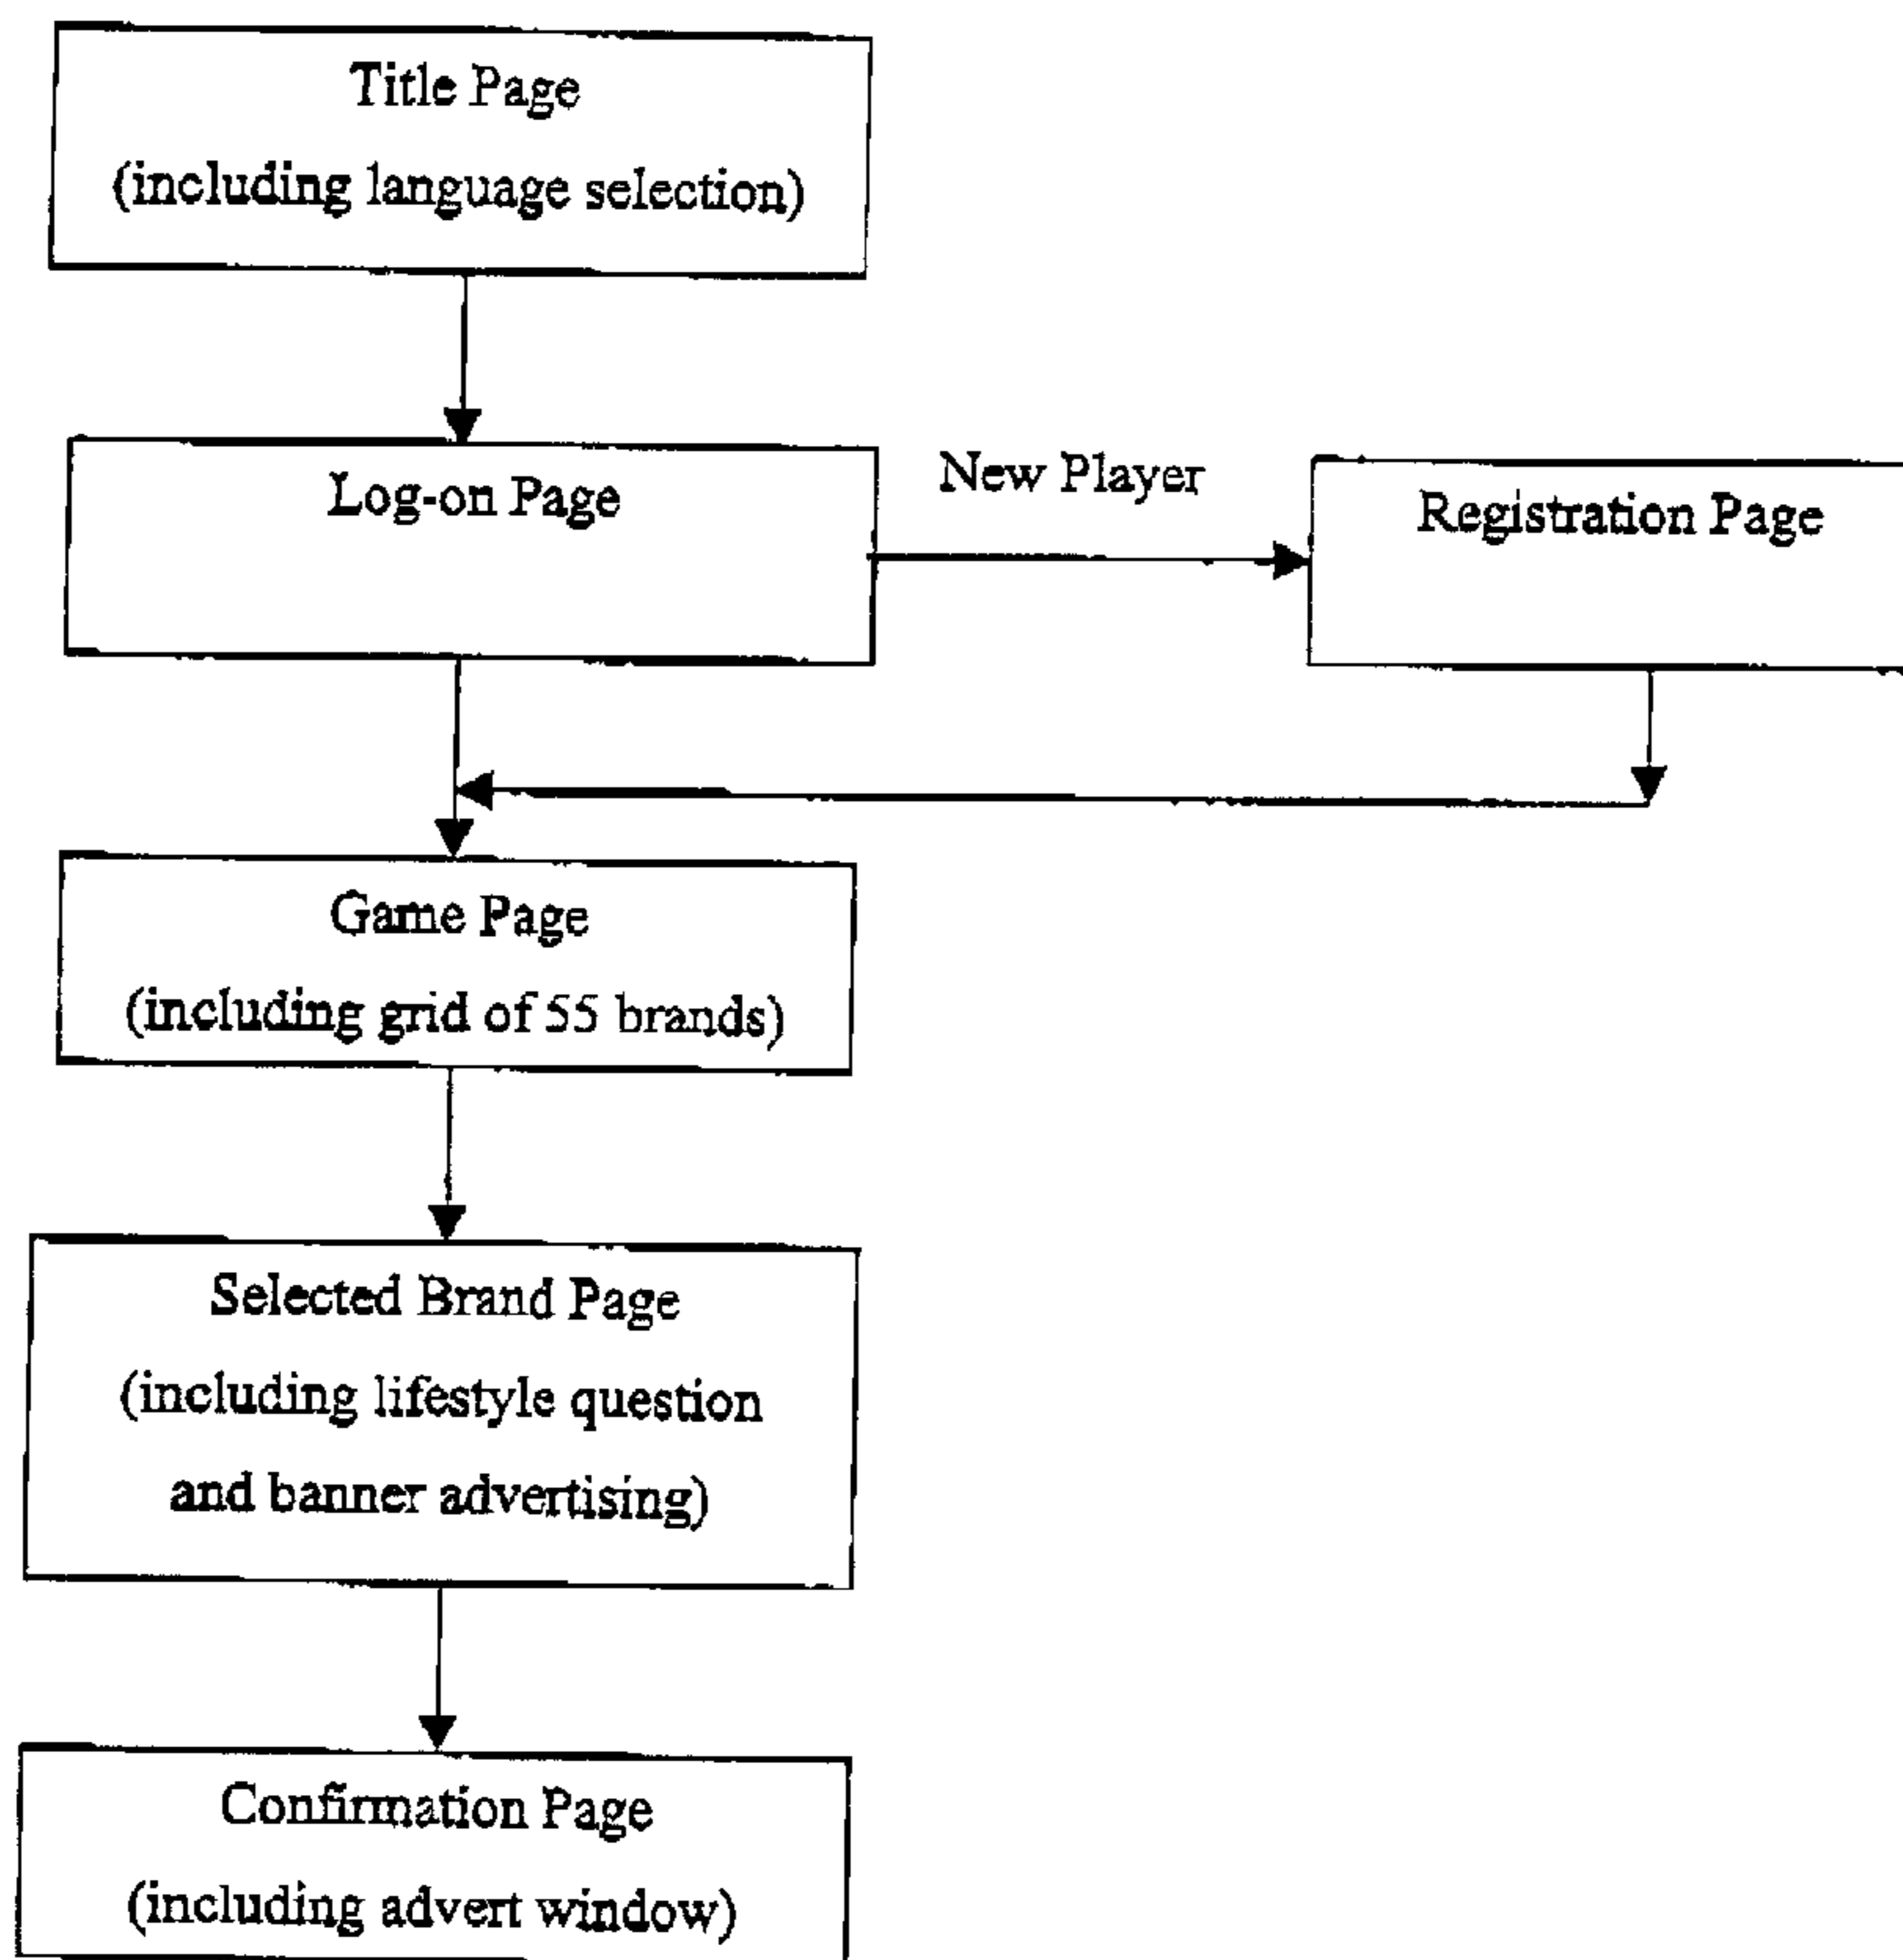 Title Page
(including language selection)
Log-on Page
New Player
Registration Page
Game Page
(including grid of 55 brands)
Selected Brand Page
(including lifestyle question
and banner advertising)
Confirmation Page
(including advert window)